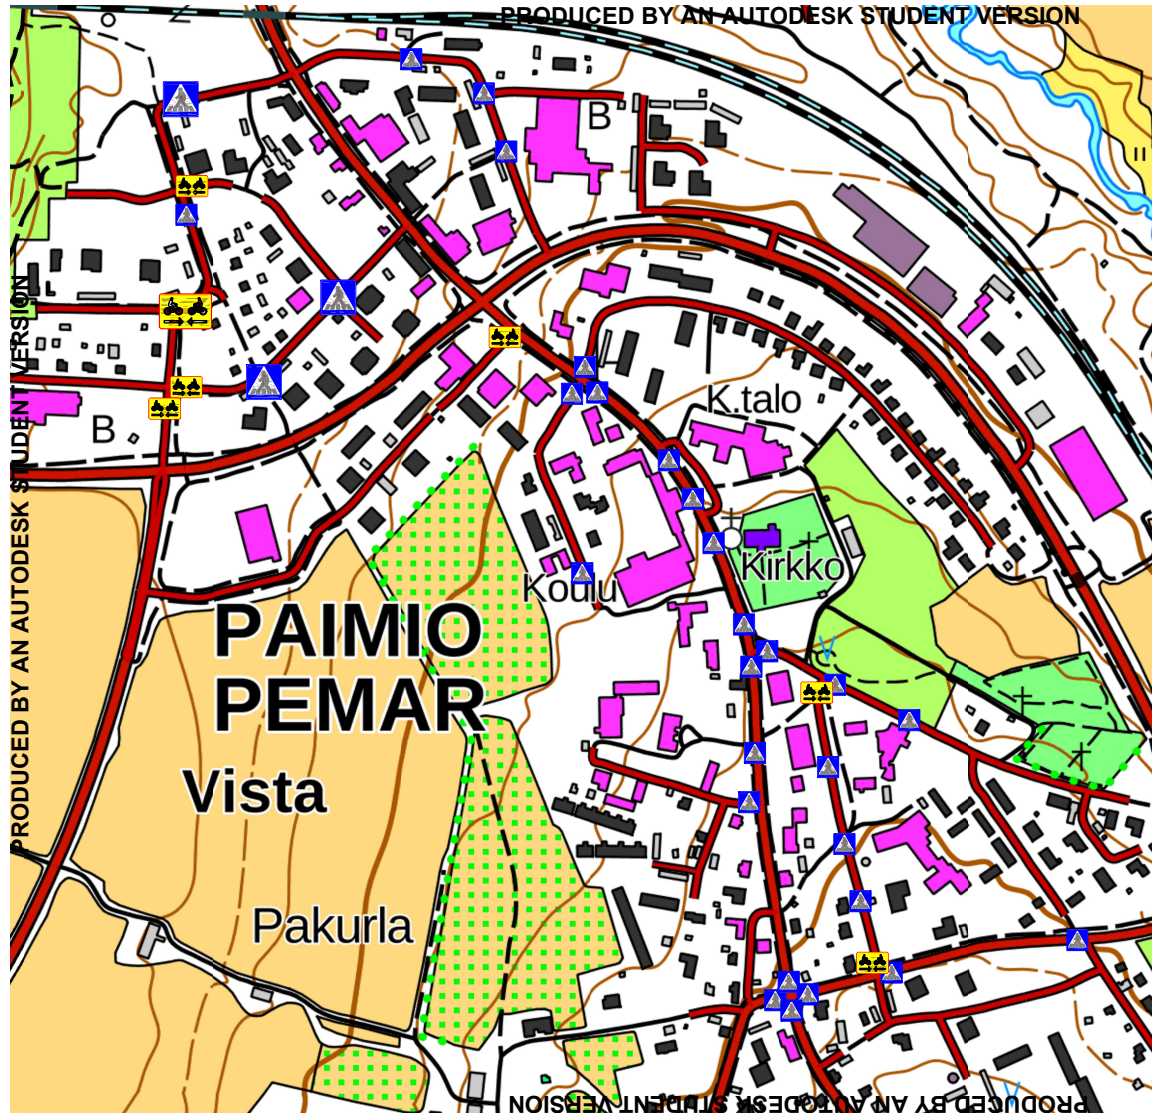 PRODUCED BY AN AUTODESK STUDENT VERSION
B
PRODUCED BY AN AUTODESK STUDENT VERSION
K.talo
B
Kirkko
Koulu
PAIMIO
PEMAR
Vista
Pakurla
PRODUCED BY AN AUTODESK STUDENT VERSION